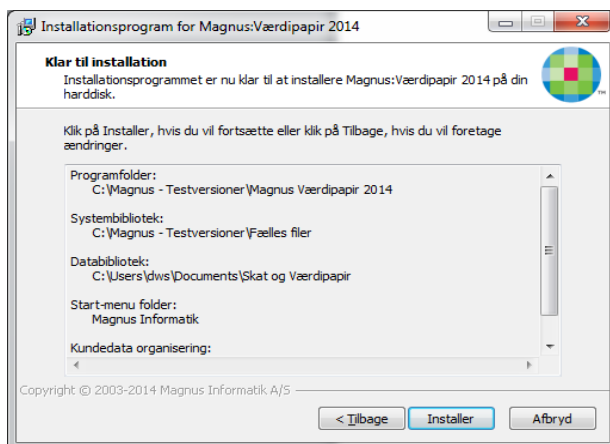 Installationsprogram for Magnus:Værdipapir 2014
Klar til installation
Installationsprogrammet er nu klar til at installere Magnus:Værdipapir 2014 på din
harddisk.
Klik på Installer, hvis du vil fortsætte eller klik på Tilbage, hvis du vil foretage
ændringer.
Programfolder:
C:\Magnus - Testversioner\Magnus Værdipapir 2014
Systembibliotek:
C:\Magnus - Testversioner\Fælles filer
Databibliotek:
C:\Users\dws\Documents\Skat og Værdipapir
Start-menu folder:
Magnus Informatik
Kundedata organisering:
Copyright © 2003-2014 Magnus Informatik A/S
< Tilbage Installer Afbryd